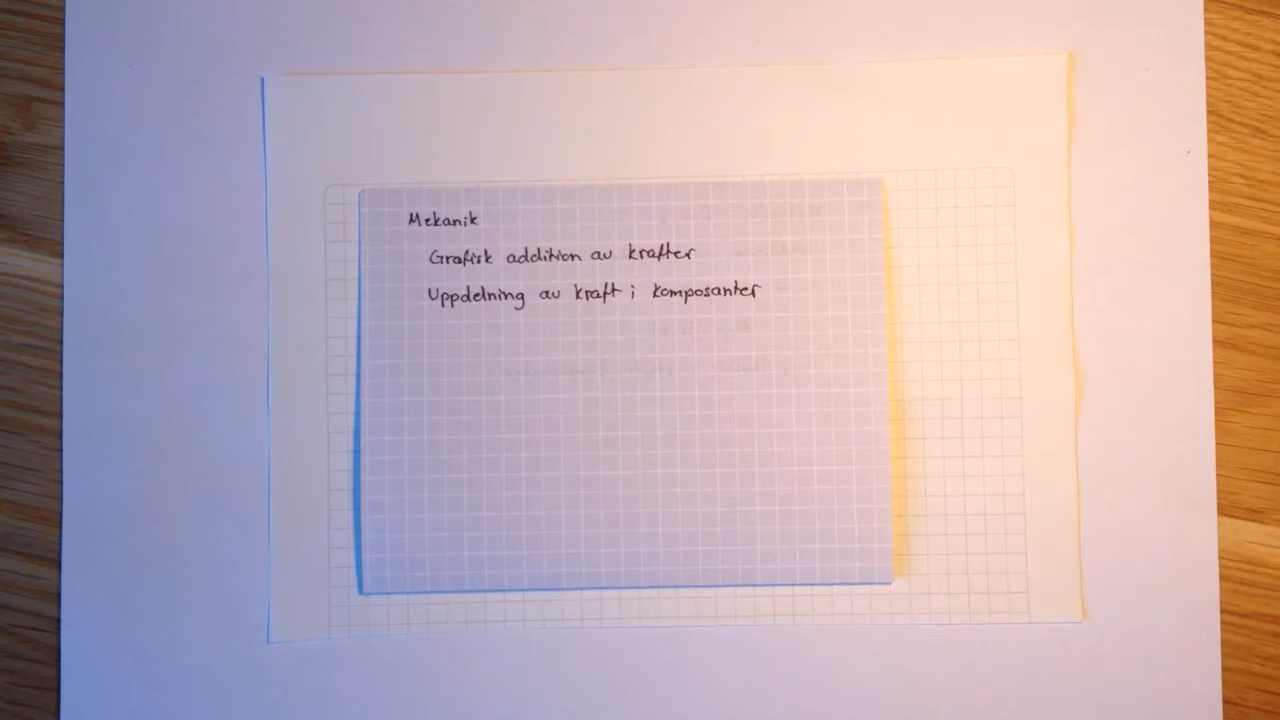 Mekanik
Grafisk addition av krafter
Uppdelning av kraft i komposanter